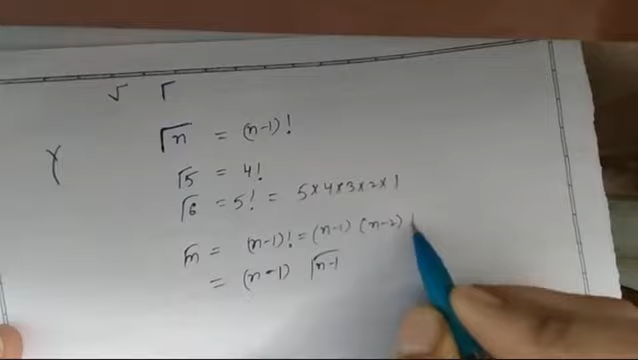 √ Γ
Γn = (n-1)!
Γ5 = 4!
Γ6 = 5! = 5×4×3×2×1
Γn = (n-1)! = (n-1) (n-2) !
= (n-1) Γn-1